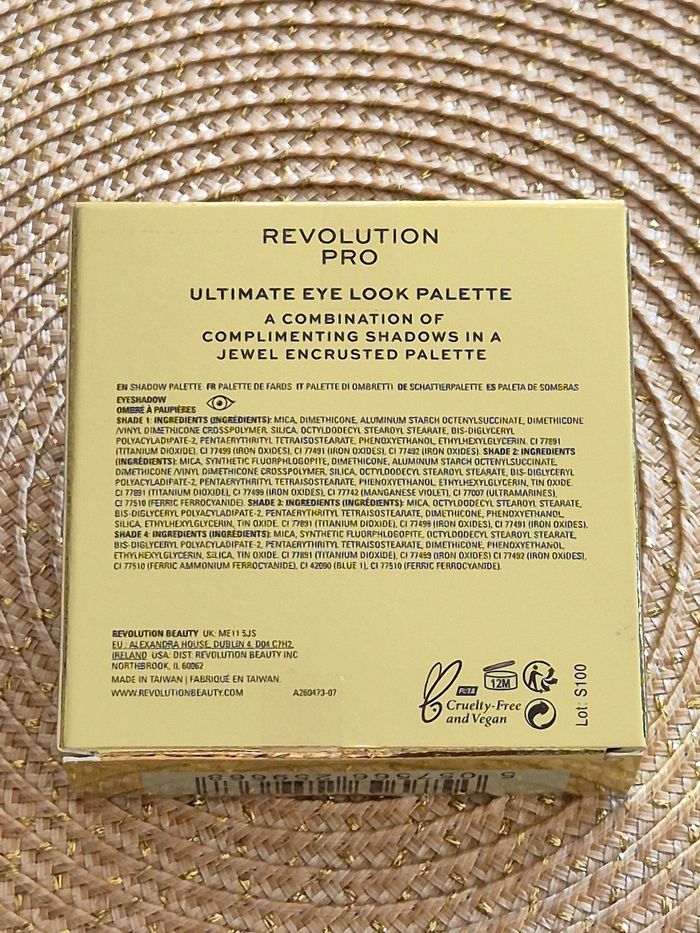 REVOLUTION
PRO
ULTIMATE EYE LOOK PALETTE
A COMBINATION OF
COMPLIMENTING SHADOWS IN A
JEWEL ENCRUSTED PALETTE
EN SHADOW PALETTE FR PALETTE DE FARDS IT PALETTE DI OMBRETTI DE SCHATTIERPALETTE ES PALETA DE SOMBRAS
EYESHADOW
OMBRE À PAUPIÈRES
SHADE 1: INGREDIENTS (INGRÉDIENTS): MICA, DIMETHICONE, ALUMINUM STARCH OCTENYLSUCCINATE, DIMETHICONE
/VINYL DIMETHICONE CROSSPOLYMER, SILICA, OCTYLDODECYL STEAROYL STEARATE, BIS-DIGLYCERYL
POLYACYLADIPATE-2, PENTAERYTHRITYL TETRAISOSTEARATE, PHENOXYETHANOL, ETHYLHEXYLGLYCERIN. CI 77891
(TITANIUM DIOXIDE), CI 77499 (IRON OXIDES), CI 77491 (IRON OXIDES), CI 77492 (IRON OXIDES). SHADE 2: INGREDIENTS
(INGRÉDIENTS): MICA, SYNTHETIC FLUORPHLOGOPITE, DIMETHICONE, ALUMINUM STARCH OCTENYLSUCCINATE,
DIMETHICONE /VINYL DIMETHICONE CROSSPOLYMER, SILICA, OCTYLDODECYL STEAROYL STEARATE, BIS-DIGLYCERYL
POLYACYLADIPATE-2, PENTAERYTHRITYL TETRAISOSTEARATE, PHENOXYETHANOL, ETHYLHEXYLGLYCERIN, TIN OXIDE.
CI 77891 (TITANIUM DIOXIDE), CI 77499 (IRON OXIDES), CI 77742 (MANGANESE VIOLET), CI 77007 (ULTRAMARINES),
CI 77510 (FERRIC FERROCYANIDE). SHADE 3: INGREDIENTS (INGRÉDIENTS): MICA, OCTYLDODECYL STEAROYL STEARATE,
BIS-DIGLYCERYL POLYACYLADIPATE-2, PENTAERYTHRITYL TETRAISOSTEARATE, DIMETHICONE, PHENOXYETHANOL,
SILICA, ETHYLHEXYLGLYCERIN, TIN OXIDE. CI 77891 (TITANIUM DIOXIDE), CI 77499 (IRON OXIDES), CI 77491 (IRON OXIDES).
SHADE 4: INGREDIENTS (INGRÉDIENTS): MICA, SYNTHETIC FLUORPHLOGOPITE, OCTYLDODECYL STEAROYL STEARATE,
BIS-DIGLYCERYL POLYACYLADIPATE-2, PENTAERYTHRITYL TETRAISOSTEARATE, DIMETHICONE, PHENOXYETHANOL,
ETHYLHEXYLGLYCERIN, SILICA, TIN OXIDE. CI 77891 (TITANIUM DIOXIDE), CI 77499 (IRON OXIDES) CI 77492 (IRON OXIDES),
CI 77510 (FERRIC AMMONIUM FERROCYANIDE), CI 42090 (BLUE 1), CI 77510 (FERRIC FERROCYANIDE).
REVOLUTION BEAUTY UK: ME11 5JS
EU: ALEXANDRA HOUSE, DUBLIN 4, D04 C7H2,
IRELAND USA: DIST: REVOLUTION BEAUTY INC
NORTHBROOK, IL 60062
MADE IN TAIWAN | FABRIQUÉ EN TAIWAN.
WWW.REVOLUTIONBEAUTY.COM A260473-07
PETA
Cruelty-Free
and Vegan
12M
Lot: S100
5 057566 259668